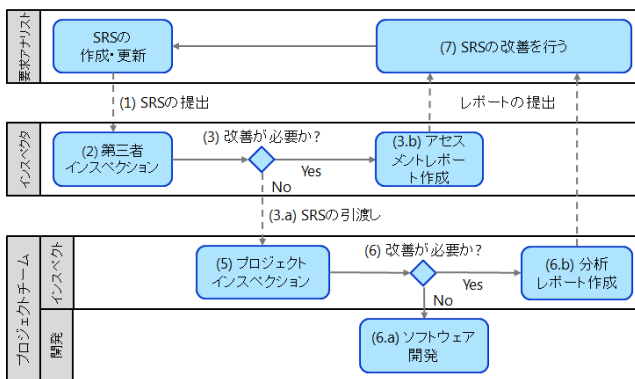 要求アナリスト
SRSの
作成・更新
(7) SRSの改善を行う
(1) SRSの提出
レポートの提出
インスペクタ
(2) 第三者
インスペクション
(3) 改善が必要か?
Yes
No
(3.b) アセス
メントレポー
ト作成
(3.a) SRSの引渡し
プロジェクトチーム
インスペクト
(5) プロジェクト
インスペクション
(6) 改善が必要か?
Yes
No
(6.b) 分析
レポート作成
開発
(6.a) ソフトウェア
開発